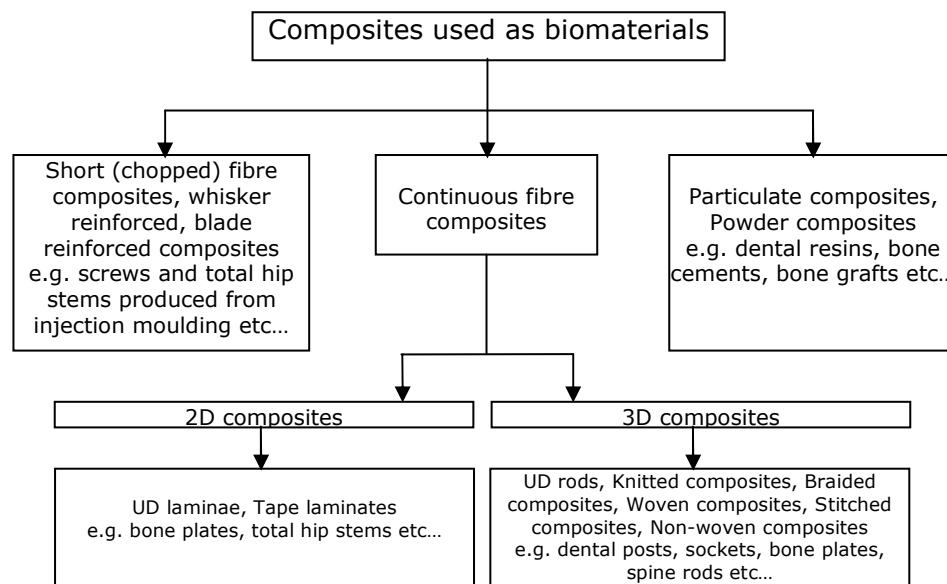 Composites used as biomaterials
Short (chopped) fibre
composites, whisker
reinforced, blade
reinforced composites
e.g. screws and total hip
stems produced from
injection moulding etc…
Continuous fibre
composites
Particulate composites,
Powder composites
e.g. dental resins, bone
cements, bone grafts etc…
2D composites
3D composites
UD laminae, Tape laminates
e.g. bone plates, total hip stems etc…
UD rods, Knitted composites, Braided
composites, Woven composites, Stitched
composites, Non-woven composites
e.g. dental posts, sockets, bone plates,
spine rods etc…